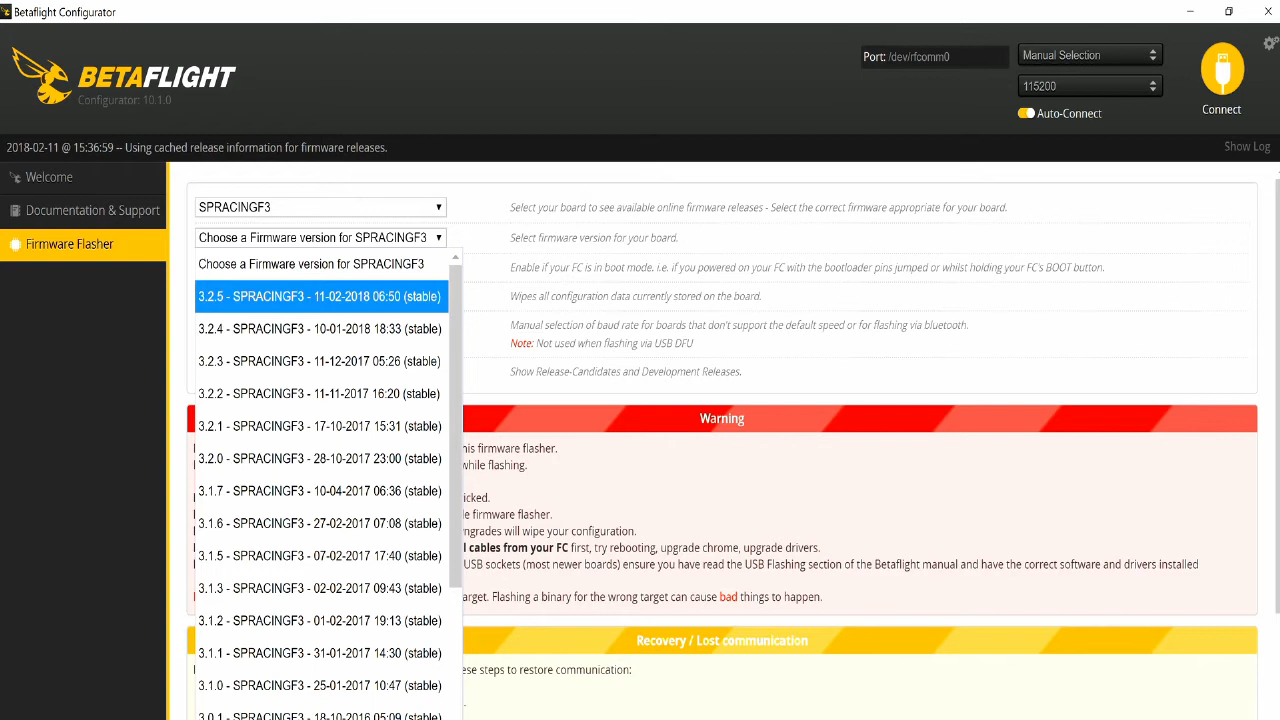 Betaflight Configurator
BETAFLIGHT
Configurator: 10.1.0
Port: /dev/rfcomm0
Manual Selection
115200
Auto-Connect
Connect
2018-02-11 @ 15:36:59 -- Using cached release information for firmware releases.
Show Log
Welcome
Documentation & Support
Firmware Flasher
SPRACINGF3
Select your board to see available online firmware releases - Select the correct firmware appropriate for your board.
Choose a Firmware version for SPRACINGF3
Select firmware version for your board.
Choose a Firmware version for SPRACINGF3
Enable if your FC is in boot mode. i.e. if you powered on your FC with the bootloader pins jumped or whilst holding your FC's BOOT button.
3.2.5 - SPRACINGF3 - 11-02-2018 06:50 (stable)
Wipes all configuration data currently stored on the board.
3.2.4 - SPRACINGF3 - 10-01-2018 18:33 (stable)
Manual selection of baud rate for boards that don't support the default speed or for flashing via bluetooth.
Note: Not used when flashing via USB DFU
3.2.3 - SPRACINGF3 - 11-12-2017 05:26 (stable)
Show Release-Candidates and Development Releases.
3.2.2 - SPRACINGF3 - 11-11-2017 16:20 (stable)
3.2.1 - SPRACINGF3 - 17-10-2017 15:31 (stable)
3.2.0 - SPRACINGF3 - 28-10-2017 23:00 (stable)
3.1.7 - SPRACINGF3 - 10-04-2017 06:36 (stable)
3.1.6 - SPRACINGF3 - 27-02-2017 07:08 (stable)
3.1.5 - SPRACINGF3 - 07-02-2017 17:40 (stable)
3.1.3 - SPRACINGF3 - 02-02-2017 09:43 (stable)
3.1.2 - SPRACINGF3 - 01-02-2017 19:13 (stable)
3.1.1 - SPRACINGF3 - 31-01-2017 14:30 (stable)
3.1.0 - SPRACINGF3 - 25-01-2017 10:47 (stable)
3.0.1 - SPRACINGF3 - 18-10-2016 05:09 (stable)
Warning
his firmware flasher.
while flashing.
icked.
le firmware flasher.
wngrades will wipe your configuration.
l cables from your FC first, try rebooting, upgrade chrome, upgrade drivers.
USB sockets (most newer boards) ensure you have read the USB Flashing section of the Betaflight manual and have the correct software and drivers installed
target. Flashing a binary for the wrong target can cause bad things to happen.
Recovery / Lost communication
ese steps to restore communication: